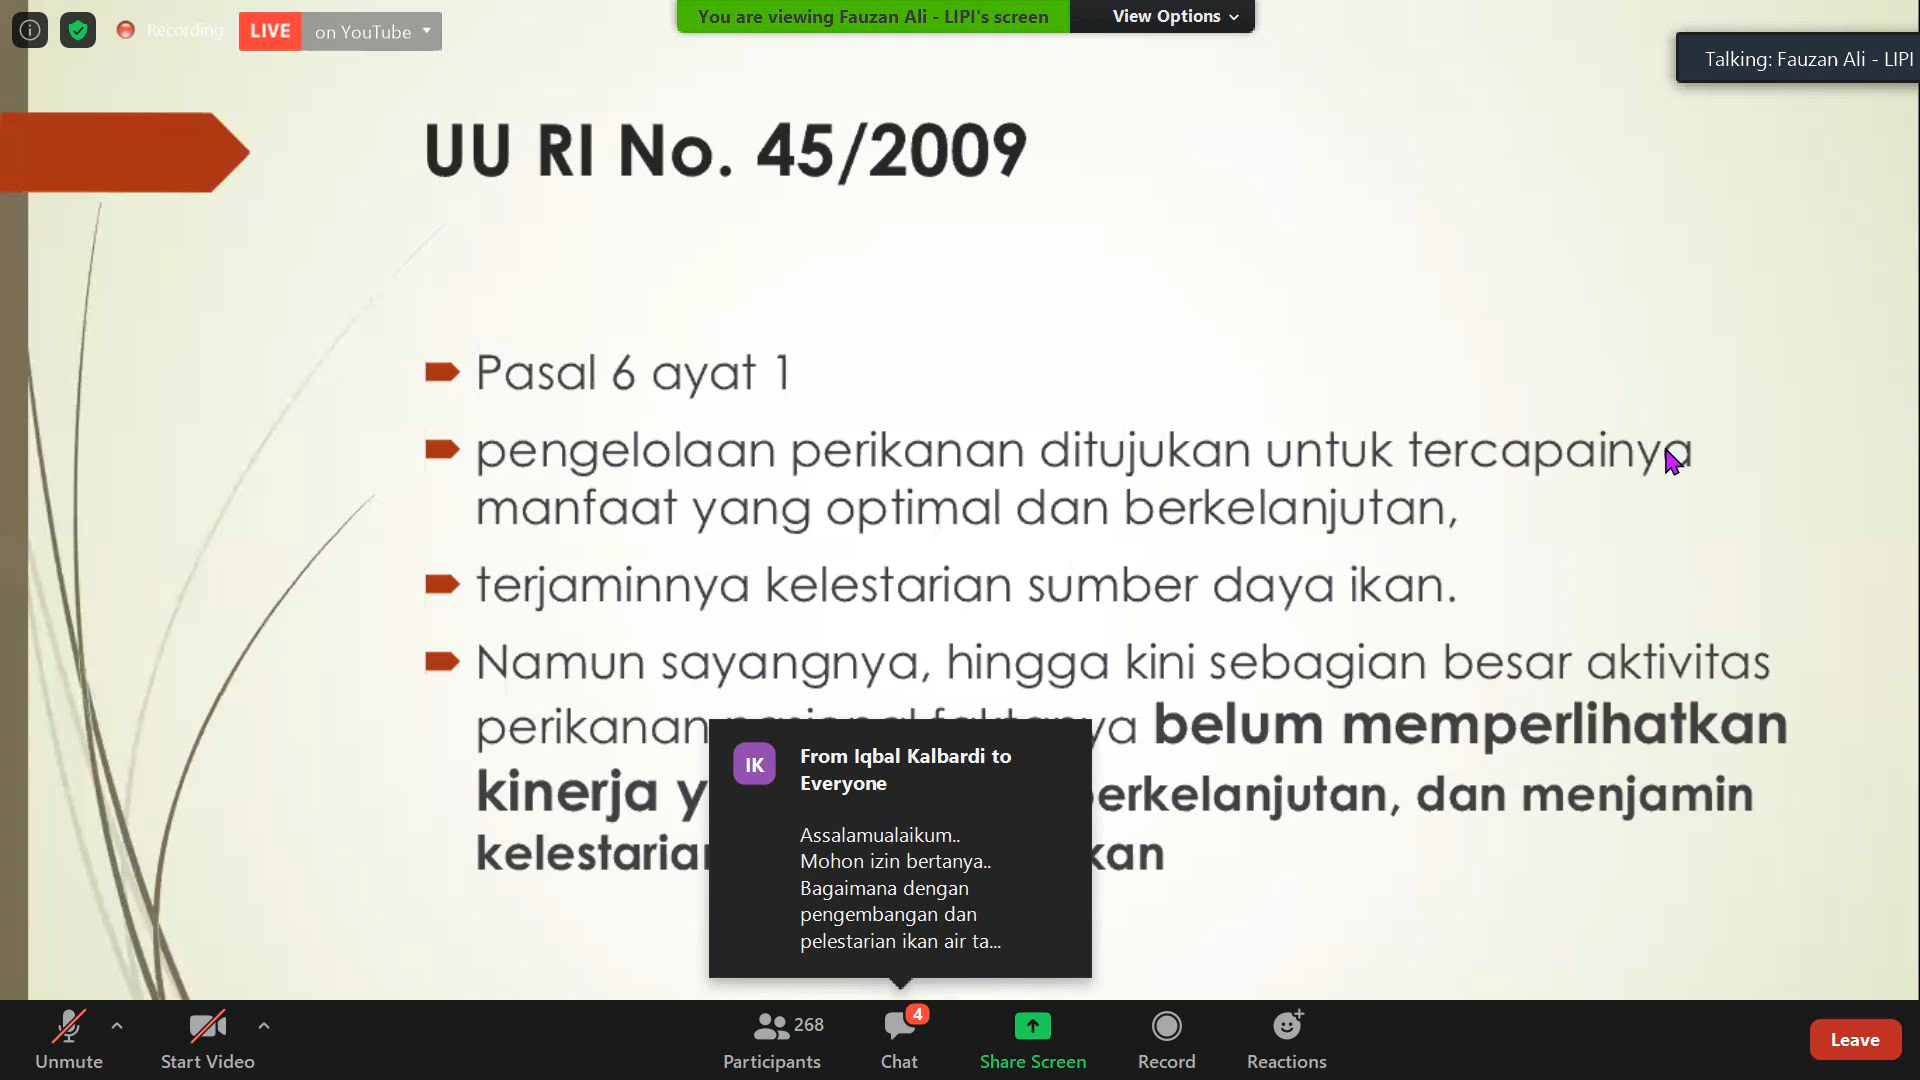 Recording
LIVE on YouTube
You are viewing Fauzan Ali - LIPI's screen
View Options
Talking: Fauzan Ali - LIPI
UU RI No. 45/2009
Pasal 6 ayat 1
pengelolaan perikanan ditujukan untuk tercapainya
manfaat yang optimal dan berkelanjutan,
terjaminnya kelestarian sumber daya ikan.
Namun sayangnya, hingga kini sebagian besar aktivitas
perikanan belum memperlihatkan
kinerja erkelanjutan, dan menjamin
kelestaria kan
IK
From Iqbal Kalbardi to
Everyone
Assalamualaikum..
Mohon izin bertanya..
Bagaimana dengan
pengembangan dan
pelestarian ikan air ta...
Unmute
Start Video
268
Participants
4
Chat
Share Screen
Record
Reactions
Leave